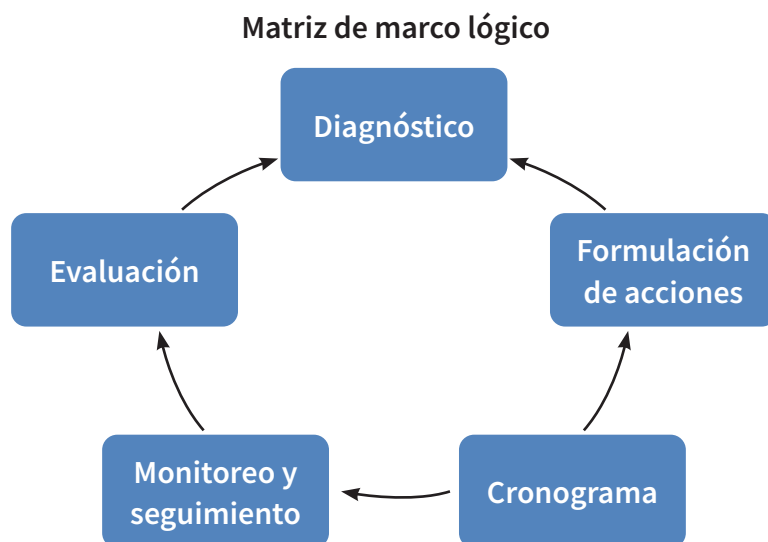 Matriz de marco lógico
Diagnóstico
Formulación
de acciones
Cronograma
Monitoreo y
seguimiento
Evaluación